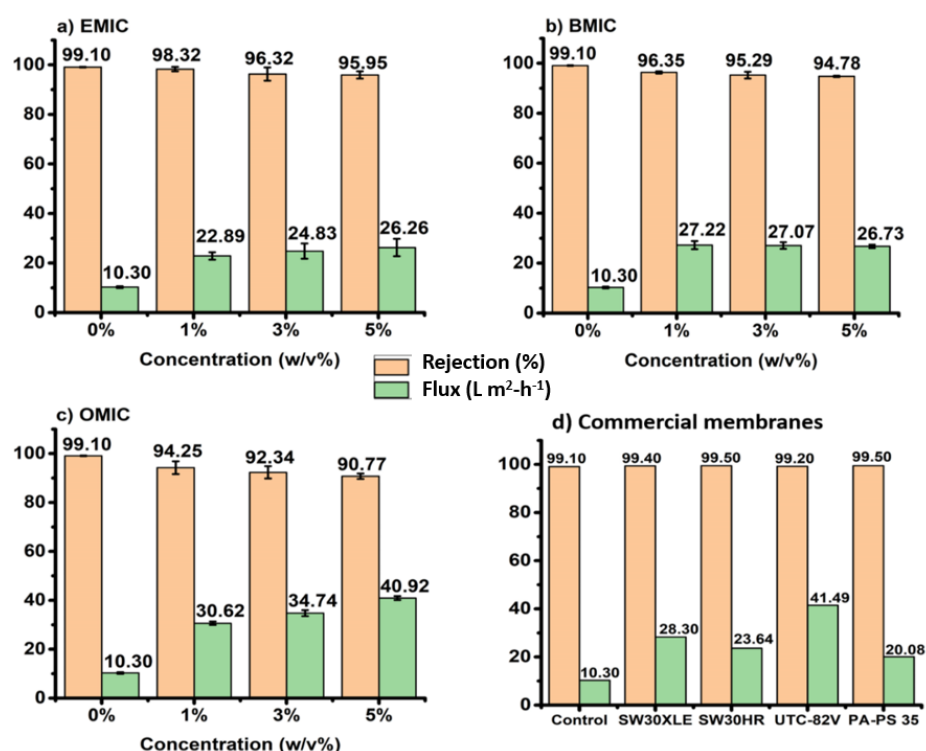 a) EMIC
99.10 98.32 96.32 95.95
100
80
60
40
20
0
10.30 22.89 24.83 26.26
0% 1% 3% 5%
Concentration (w/v%)
b) BMIC
99.10 96.35 95.29 94.78
100
80
60
40
20
0
10.30 27.22 27.07 26.73
0% 1% 3% 5%
Concentration (w/v%)
Rejection (%)
Flux (L m²-h⁻¹)
c) OMIC
99.10 94.25 92.34 90.77
100
80
60
40
20
0
10.30 30.62 34.74 40.92
0% 1% 3% 5%
Concentration (w/v%)
d) Commercial membranes
99.10 99.40 99.50 99.20 99.50
100
80
60
40
20
0
10.30 28.30 23.64 41.49 20.08
Control SW30XLE SW30HR UTC-82V PA-PS 35